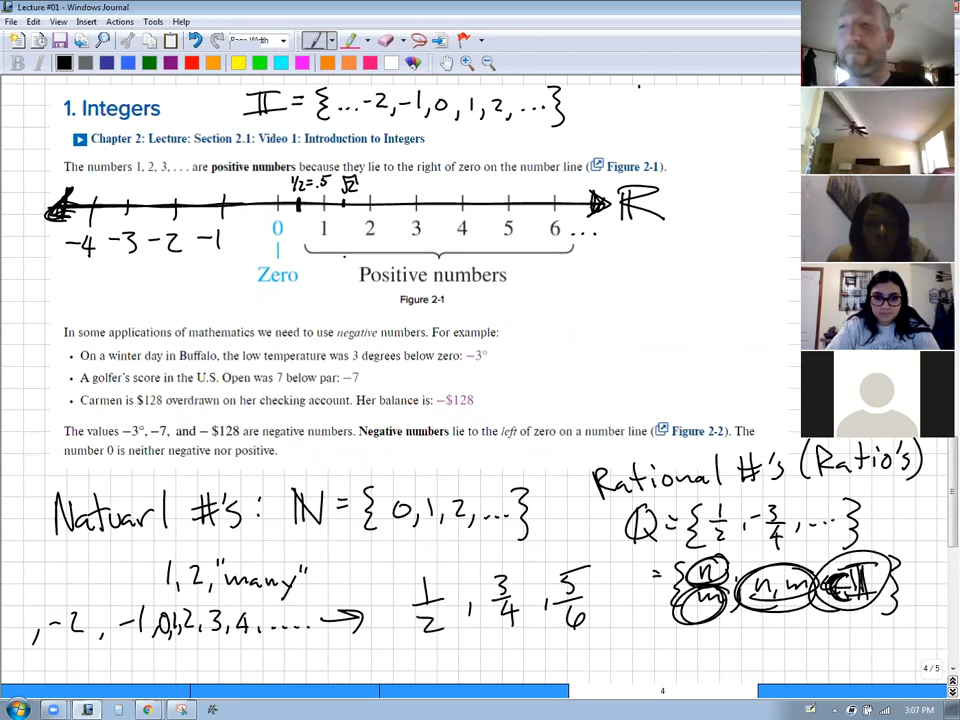 Lecture #01 - Windows Journal
File Edit View Insert Actions Tools Help
Page Width
B I
1. Integers
𝕀 = {...-2, -1, 0, 1, 2, ...}
Chapter 2: Lecture: Section 2.1: Video 1: Introduction to Integers
The numbers 1, 2, 3, . . . are positive numbers because they lie to the right of zero on the number line (Figure 2-1).
1/2 = .5 √2
ℝ
-4 -3 -2 -1 0 1 2 3 4 5 6 ...
Zero Positive numbers
Figure 2-1
In some applications of mathematics we need to use negative numbers. For example:
• On a winter day in Buffalo, the low temperature was 3 degrees below zero: −3°
• A golfer's score in the U.S. Open was 7 below par: −7
• Carmen is $128 overdrawn on her checking account. Her balance is: −$128
The values −3°, −7, and − $128 are negative numbers. Negative numbers lie to the left of zero on a number line (Figure 2-2). The
number 0 is neither negative nor positive.
Rational #'s (Ratio's)
Natuarl #'s: ℕ = {0, 1, 2, ...}
ℚ = {1/2, -3/4, ...}
1, 2, "many"
= {n/m, n, m ∈ 𝕀}
, -2, -1, 0, 1, 2, 3, 4, ..... → 1/2, 3/4, 5/6
4 / 5
4
3:07 PM